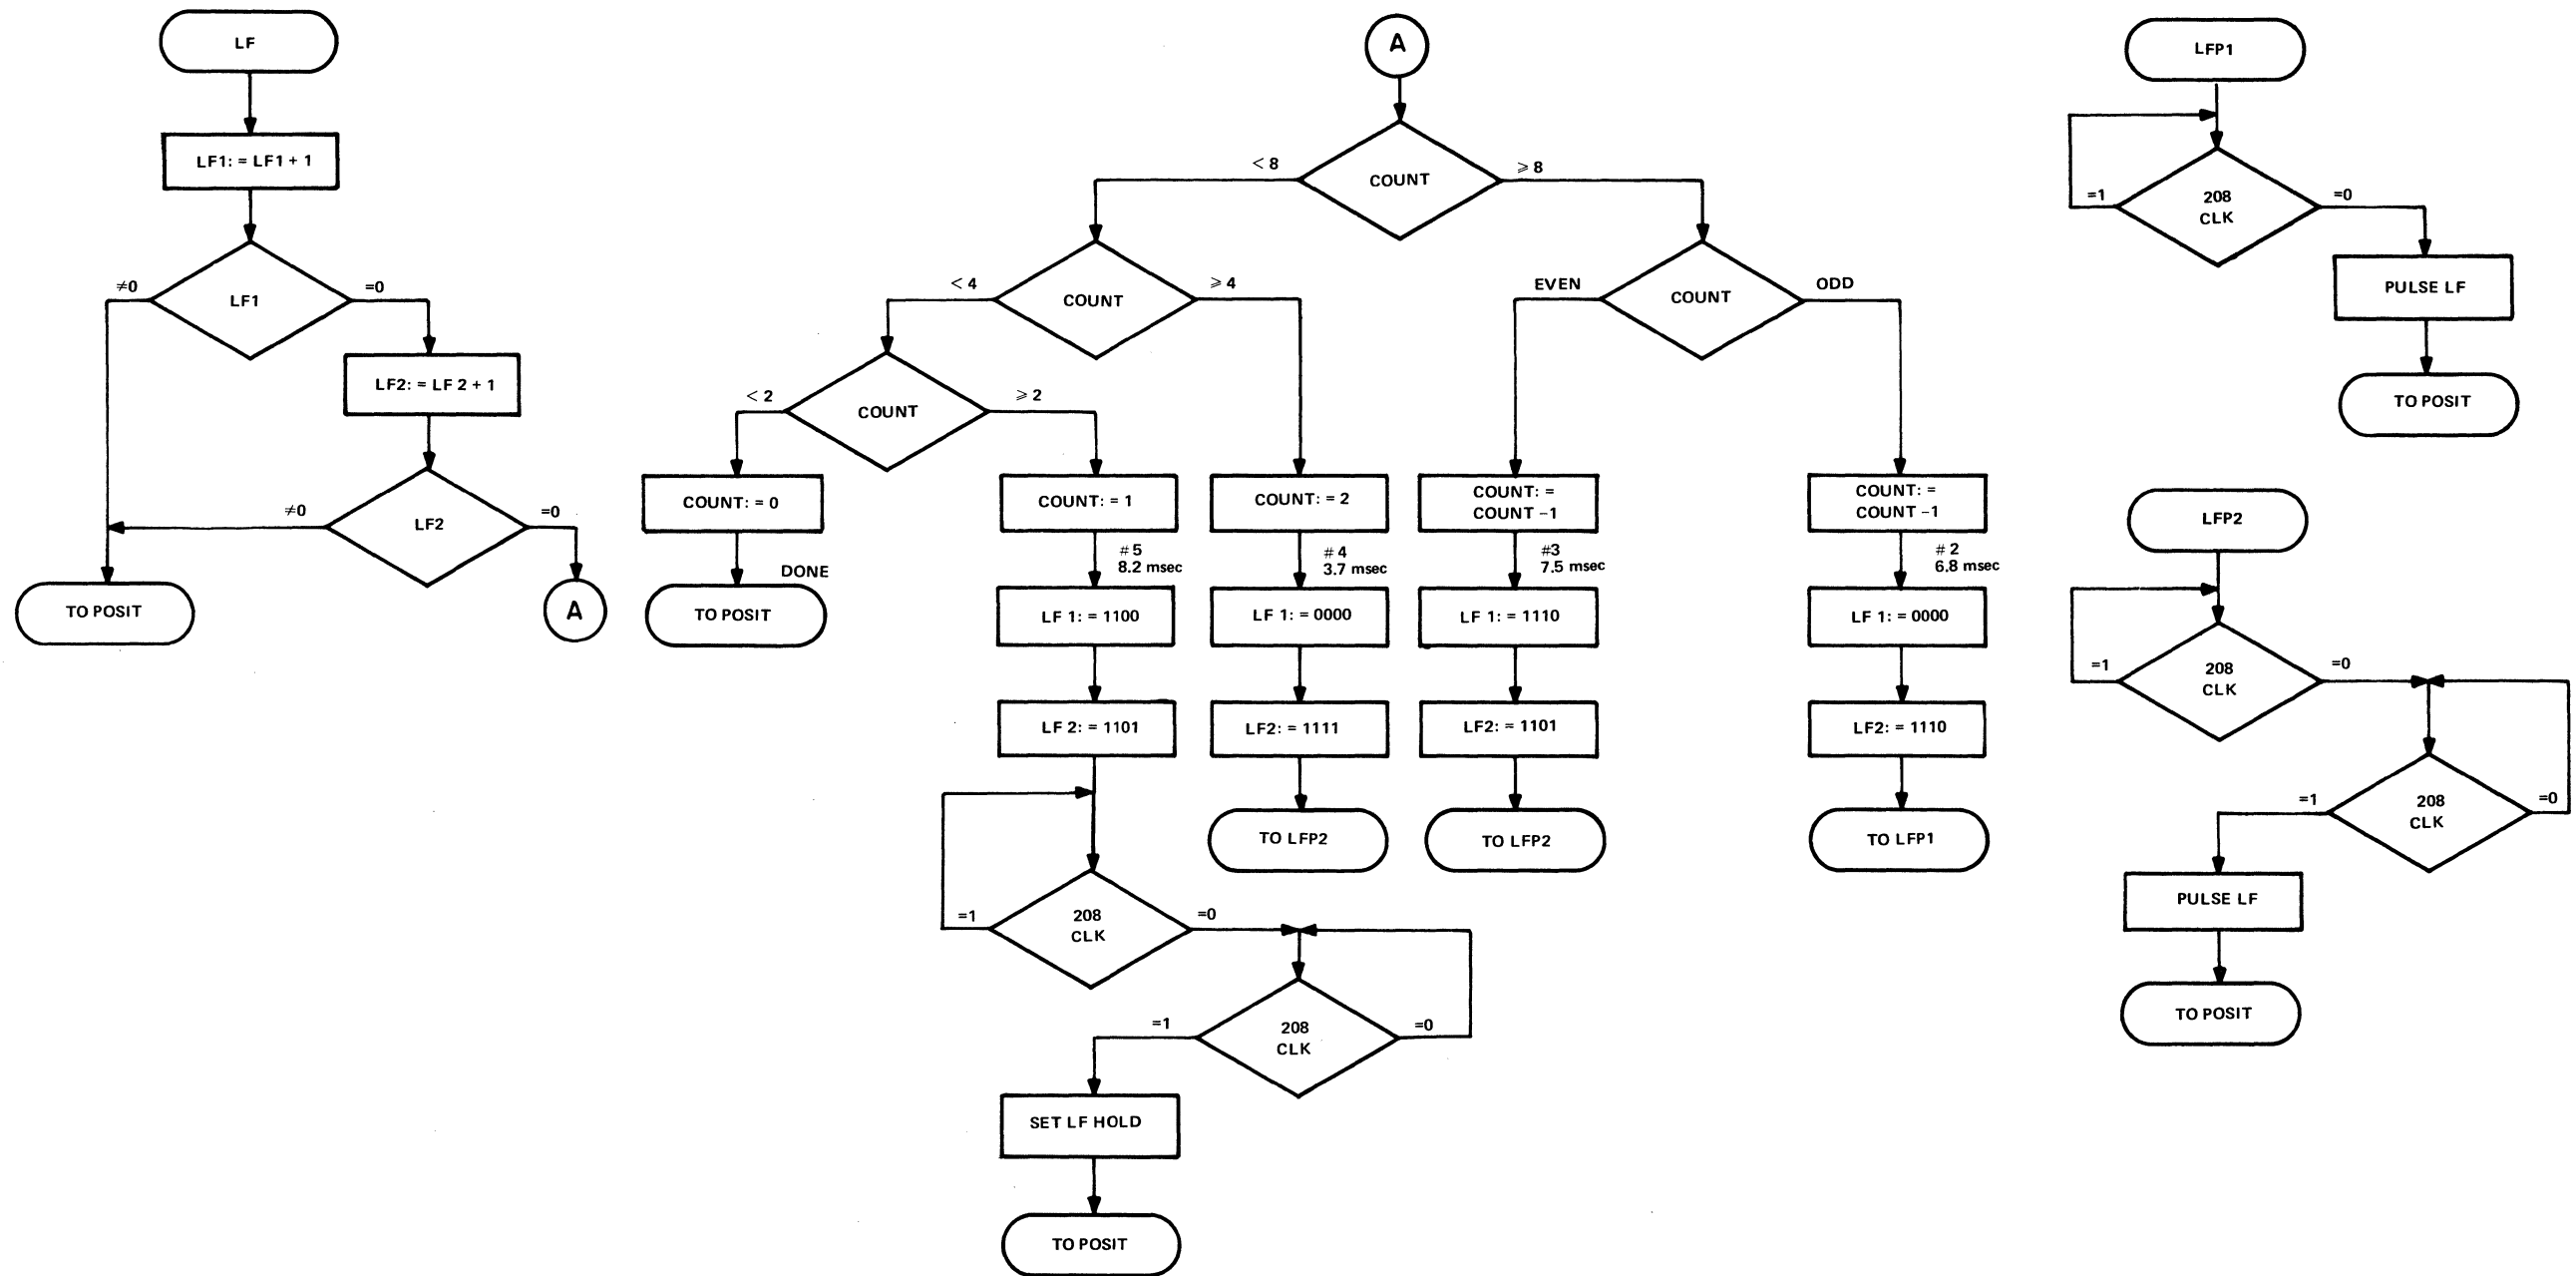 LF
LF1: = LF1 + 1
LF1
≠0
=0
LF2: = LF 2 + 1
LF2
≠0
=0
TO POSIT
A
A
COUNT
< 8
⩾ 8
COUNT
< 4
⩾ 4
COUNT
EVEN
ODD
COUNT
< 2
⩾ 2
COUNT: = 0
DONE
TO POSIT
COUNT: = 1
# 5
8.2 msec
LF 1: = 1100
LF 2: = 1101
208
CLK
=1
=0
208
CLK
=1
=0
SET LF HOLD
TO POSIT
COUNT: = 2
# 4
3.7 msec
LF 1: = 0000
LF2: = 1111
TO LFP2
COUNT: =
COUNT –1
#3
7.5 msec
LF 1: = 1110
LF2: = 1101
TO LFP2
COUNT: =
COUNT –1
# 2
6.8 msec
LF 1: = 0000
LF2: = 1110
TO LFP1
LFP1
208
CLK
=1
=0
PULSE LF
TO POSIT
LFP2
208
CLK
=1
=0
208
CLK
=1
=0
PULSE LF
TO POSIT